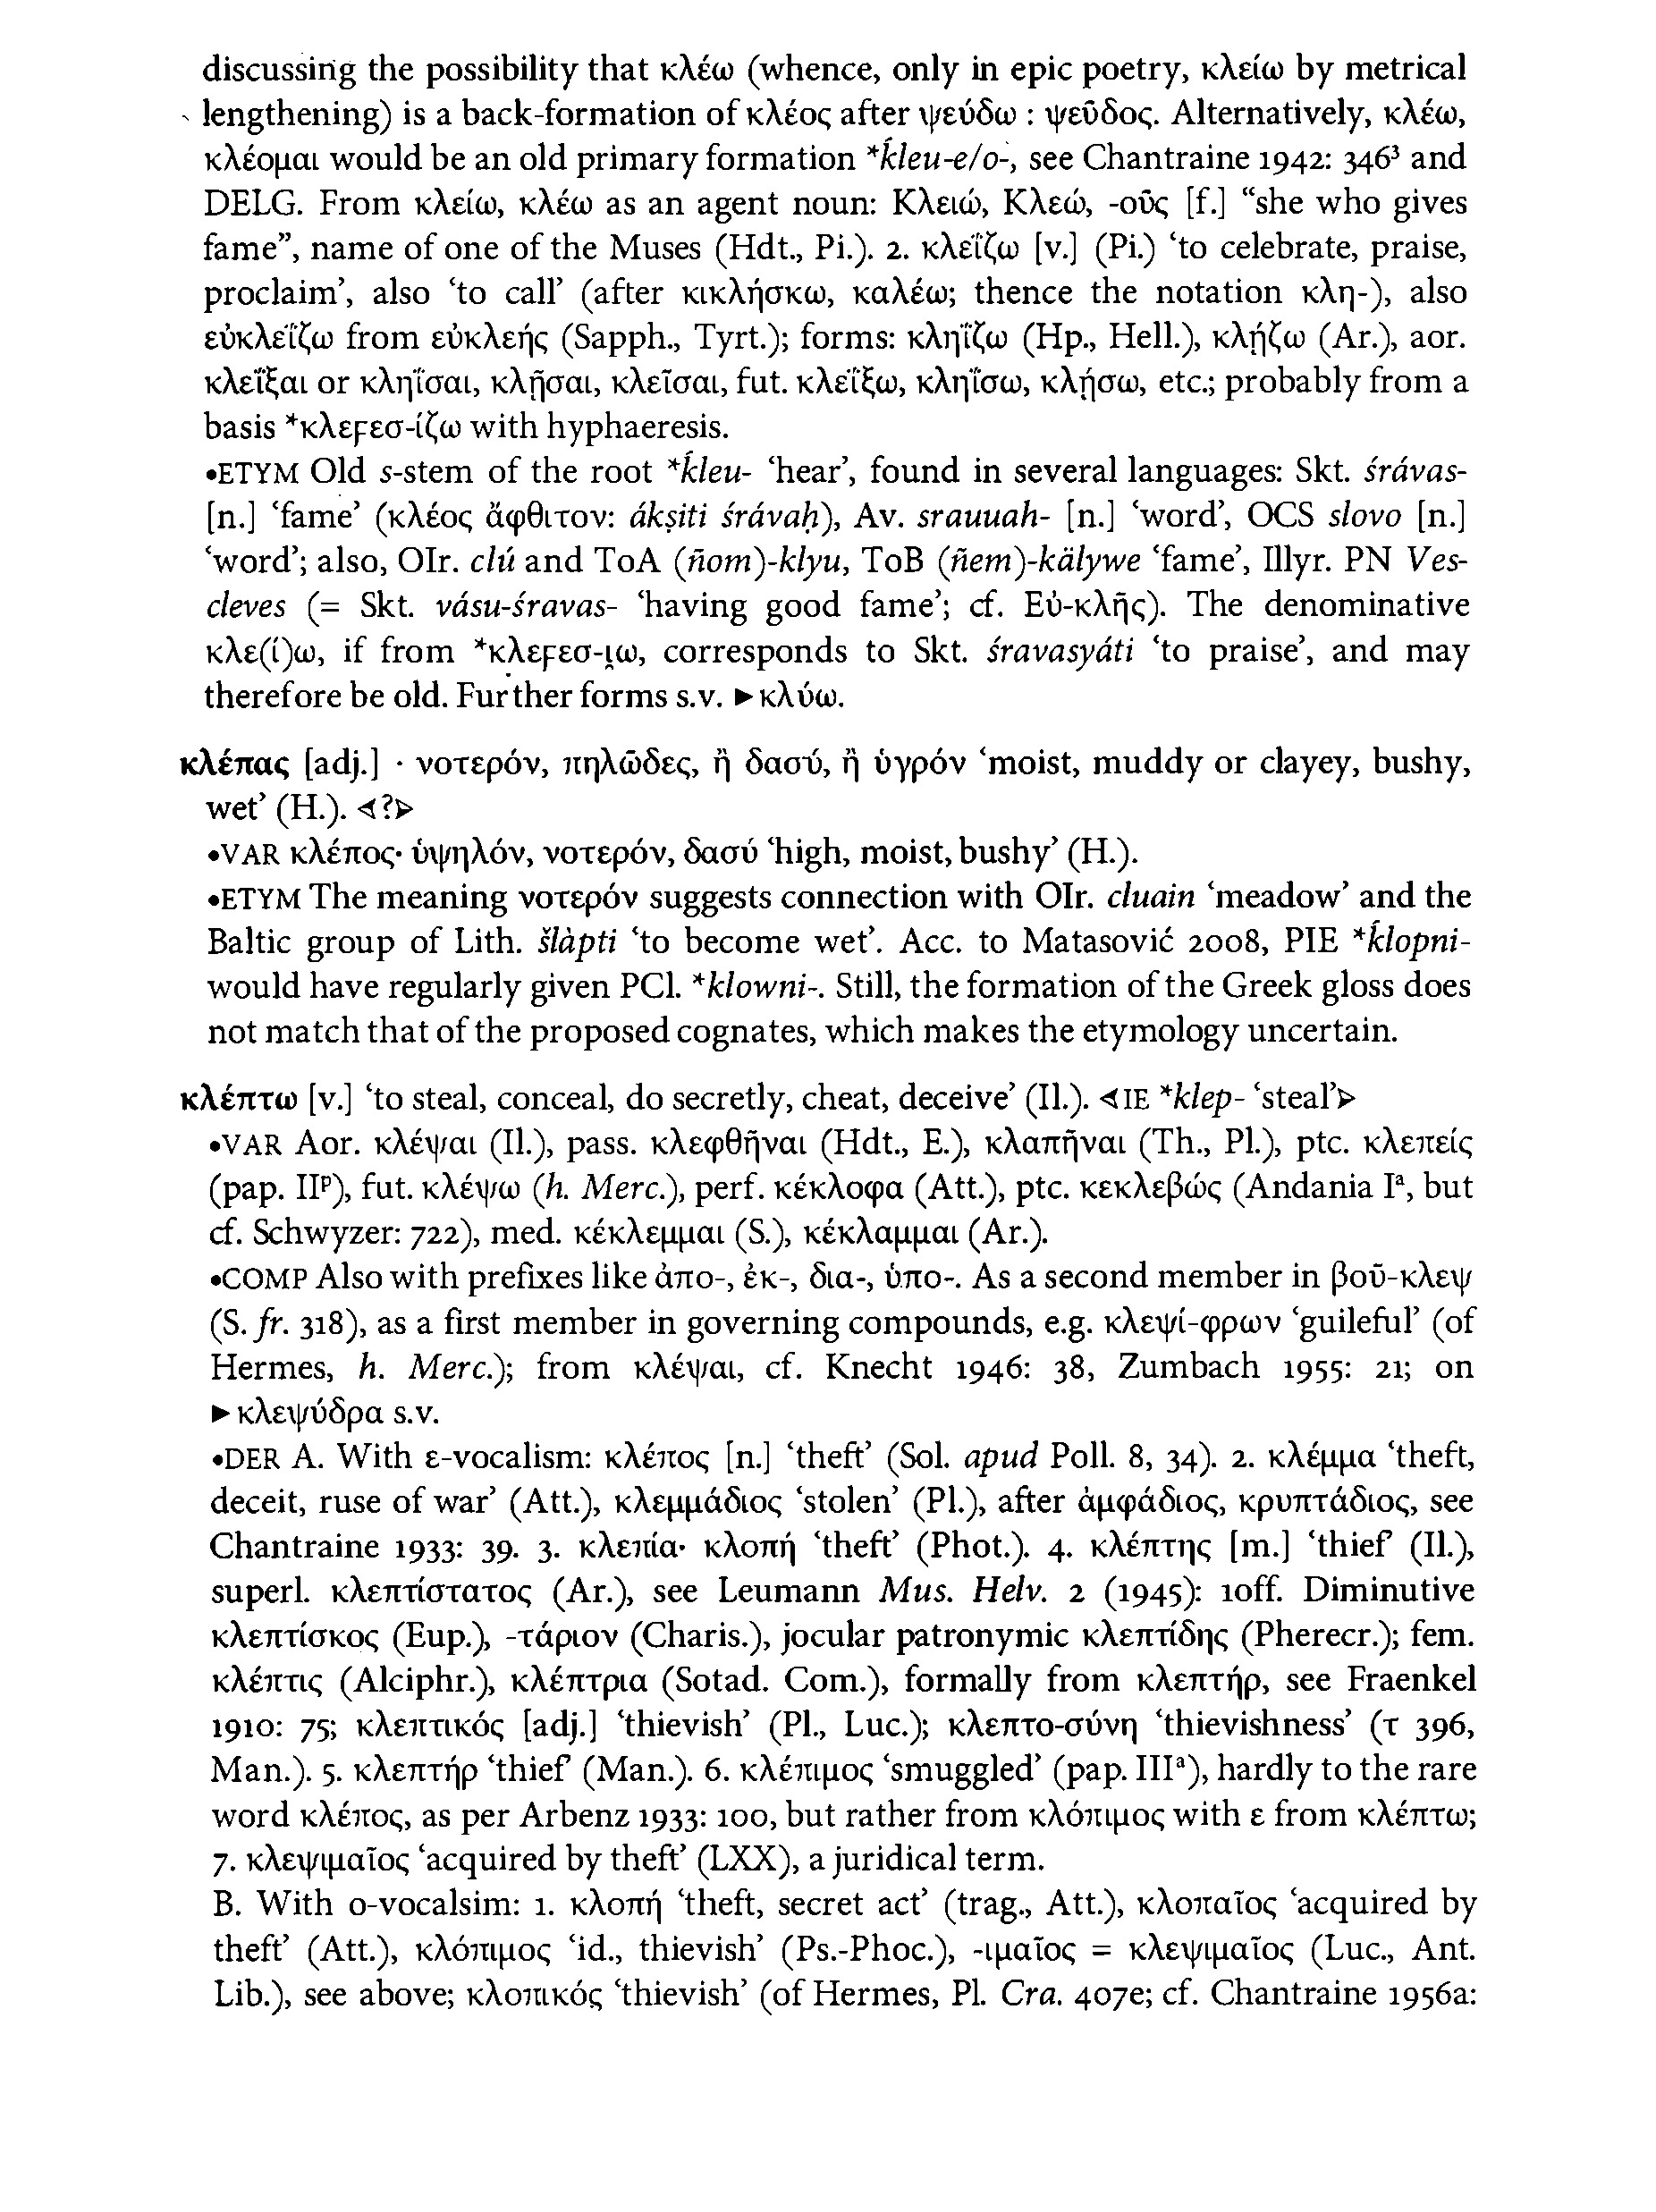 discussing the possibility that κλέω (whence, only in epic poetry, κλείω by metrical
lengthening) is a back-formation of κλέος after ψεύδω : ψεῦδος. Alternatively, κλέω,
κλέομαι would be an old primary formation *ḱleu-e/o-, see Chantraine 1942: 346³ and
DELG. From κλείω, κλέω as an agent noun: Κλειώ, Κλεώ, -οῦς [f.] “she who gives
fame”, name of one of the Muses (Hdt., Pi.). 2. κλεΐζω [v.] (Pi.) ‘to celebrate, praise,
proclaim’, also ‘to call’ (after κικλήσκω, καλέω; thence the notation κλη-), also
εὐκλεΐζω from εὐκλεής (Sapph., Tyrt.); forms: κληΐζω (Hp., Hell.), κλῄζω (Ar.), aor.
κλεΐξαι or κληΐσαι, κλῇσαι, κλεῖσαι, fut. κλεΐξω, κληΐσω, κλῄσω, etc.; probably from a
basis *κλεϝεσ-ίζω with hyphaeresis.
•ETYM Old s-stem of the root *ḱleu- ‘hear’, found in several languages: Skt. śrávas-
[n.] ‘fame’ (κλέος ἄφθιτον: ákṣiti śrávaḥ), Av. srauuah- [n.] ‘word’, OCS slovo [n.]
‘word’; also, OIr. clú and ToA (ñom)-klyu, ToB (ñem)-kälywe ‘fame’, Illyr. PN Ves-
cleves (= Skt. vásu-śravas- ‘having good fame’; cf. Εὐ-κλῆς). The denominative
κλε(ί)ω, if from *κλεϝεσ-ι̯ω, corresponds to Skt. śravasyáti ‘to praise’, and may
therefore be old. Further forms s.v. ►κλύω.
κλέπας [adj.] · νοτερόν, πηλῶδες, ἢ δασύ, ἢ ὑγρόν ‘moist, muddy or clayey, bushy,
wet’ (H.). ⊲?⊳
•VAR κλέπος· ὑψηλόν, νοτερόν, δασύ ‘high, moist, bushy’ (H.).
•ETYM The meaning νοτερόν suggests connection with OIr. cluain ‘meadow’ and the
Baltic group of Lith. šlàpti ‘to become wet’. Acc. to Matasović 2008, PIE *ḱlopni-
would have regularly given PCl. *klowni-. Still, the formation of the Greek gloss does
not match that of the proposed cognates, which makes the etymology uncertain.
κλέπτω [v.] ‘to steal, conceal, do secretly, cheat, deceive’ (Il.). ⊲IE *klep- ‘steal’⊳
•VAR Aor. κλέψαι (Il.), pass. κλεφθῆναι (Hdt., E.), κλαπῆναι (Th., Pl.), ptc. κλεπείς
(pap. IIᵖ), fut. κλέψω (h. Merc.), perf. κέκλοφα (Att.), ptc. κεκλεβώς (Andania Iᵃ, but
cf. Schwyzer: 722), med. κέκλεμμαι (S.), κέκλαμμαι (Ar.).
•COMP Also with prefixes like ἀπο-, ἐκ-, δια-, ὑπο-. As a second member in βοῦ-κλεψ
(S. fr. 318), as a first member in governing compounds, e.g. κλεψί-φρων ‘guileful’ (of
Hermes, h. Merc.); from κλέψαι, cf. Knecht 1946: 38, Zumbach 1955: 21; on
►κλεψύδρα s.v.
•DER A. With ε-vocalism: κλέπος [n.] ‘theft’ (Sol. apud Poll. 8, 34). 2. κλέμμα ‘theft,
deceit, ruse of war’ (Att.), κλεμμάδιος ‘stolen’ (Pl.), after ἀμφάδιος, κρυπτάδιος, see
Chantraine 1933: 39. 3. κλεπία· κλοπή ‘theft’ (Phot.). 4. κλέπτης [m.] ‘thief’ (Il.),
superl. κλεπτίστατος (Ar.), see Leumann Mus. Helv. 2 (1945): 10ff. Diminutive
κλεπτίσκος (Eup.), -τάριον (Charis.), jocular patronymic κλεπτίδης (Pherecr.); fem.
κλέπτις (Alciphr.), κλέπτρια (Sotad. Com.), formally from κλεπτήρ, see Fraenkel
1910: 75; κλεπτικός [adj.] ‘thievish’ (Pl., Luc.); κλεπτο-σύνη ‘thievishness’ (τ 396,
Man.). 5. κλεπτήρ ‘thief’ (Man.). 6. κλέπιμος ‘smuggled’ (pap. IIIᵃ), hardly to the rare
word κλέπος, as per Arbenz 1933: 100, but rather from κλόπιμος with ε from κλέπτω;
7. κλεψιμαῖος ‘acquired by theft’ (LXX), a juridical term.
B. With o-vocalsim: 1. κλοπή ‘theft, secret act’ (trag., Att.), κλοπαῖος ‘acquired by
theft’ (Att.), κλόπιμος ‘id., thievish’ (Ps.-Phoc.), -ιμαῖος = κλεψιμαῖος (Luc., Ant.
Lib.), see above; κλοπικός ‘thievish’ (of Hermes, Pl. Cra. 407e; cf. Chantraine 1956a: